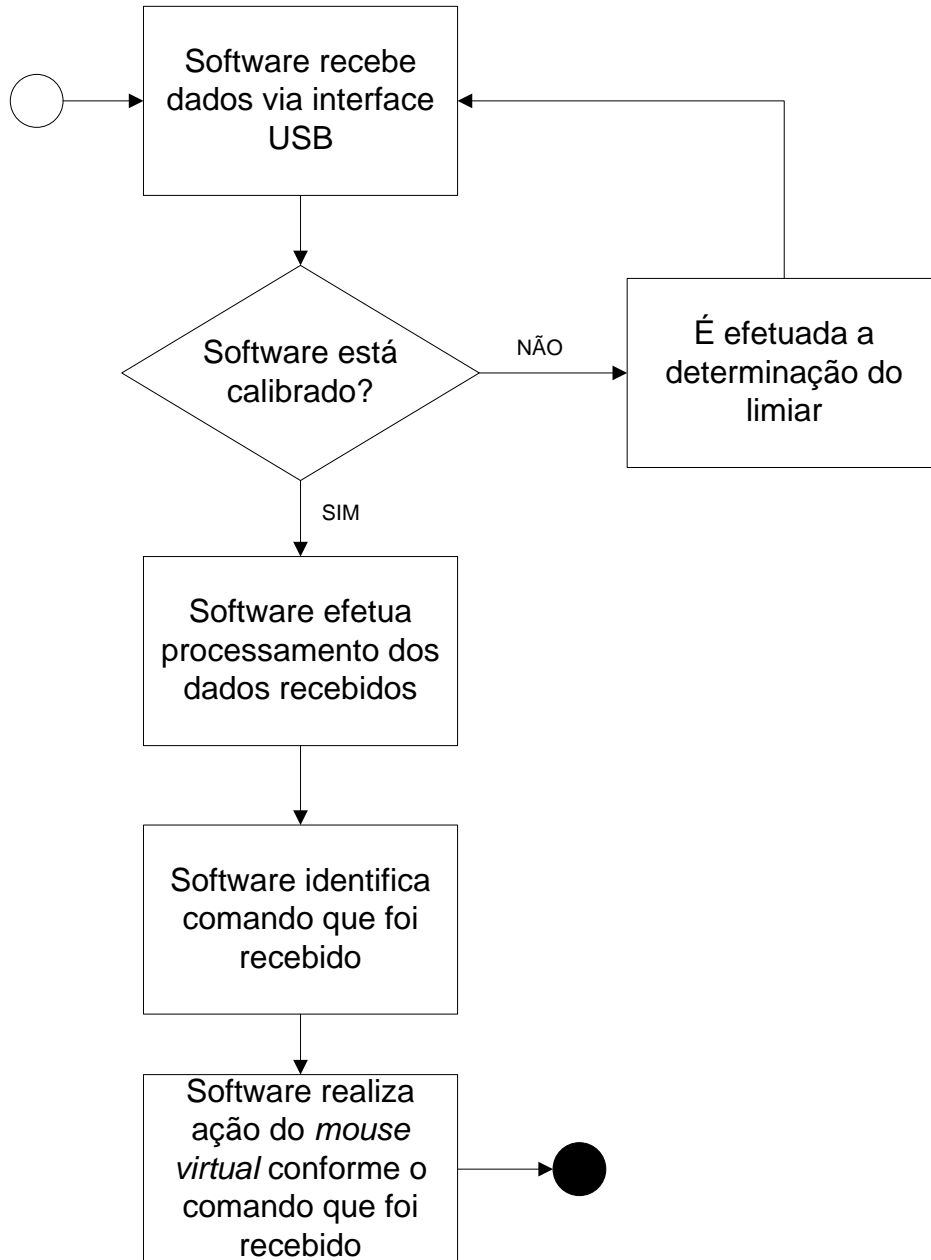 Software recebe
dados via interface
USB
Software está
calibrado?
NÃO
É efetuada a
determinação do
limiar
SIM
Software efetua
processamento dos
dados recebidos
Software identifica
comando que foi
recebido
Software realiza
ação do mouse
virtual conforme o
comando que foi
recebido